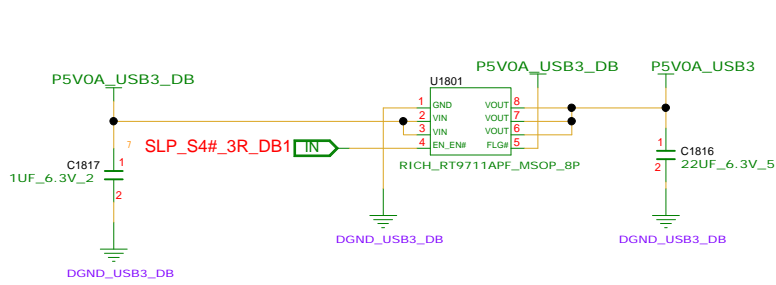 P5V0A_USB3_DB
P5V0A_USB3_DB
P5V0A_USB3
U1801
1 GND VOUT 8
2 VIN VOUT 7
3 VIN VOUT 6
4 EN_EN# FLG# 5
7 SLP_S4#_3R_DB1 IN
RICH_RT9711APF_MSOP_8P
C1817
1
1UF_6.3V_2
2
1 C1816
2 22UF_6.3V_5
DGND_USB3_DB
DGND_USB3_DB
DGND_USB3_DB